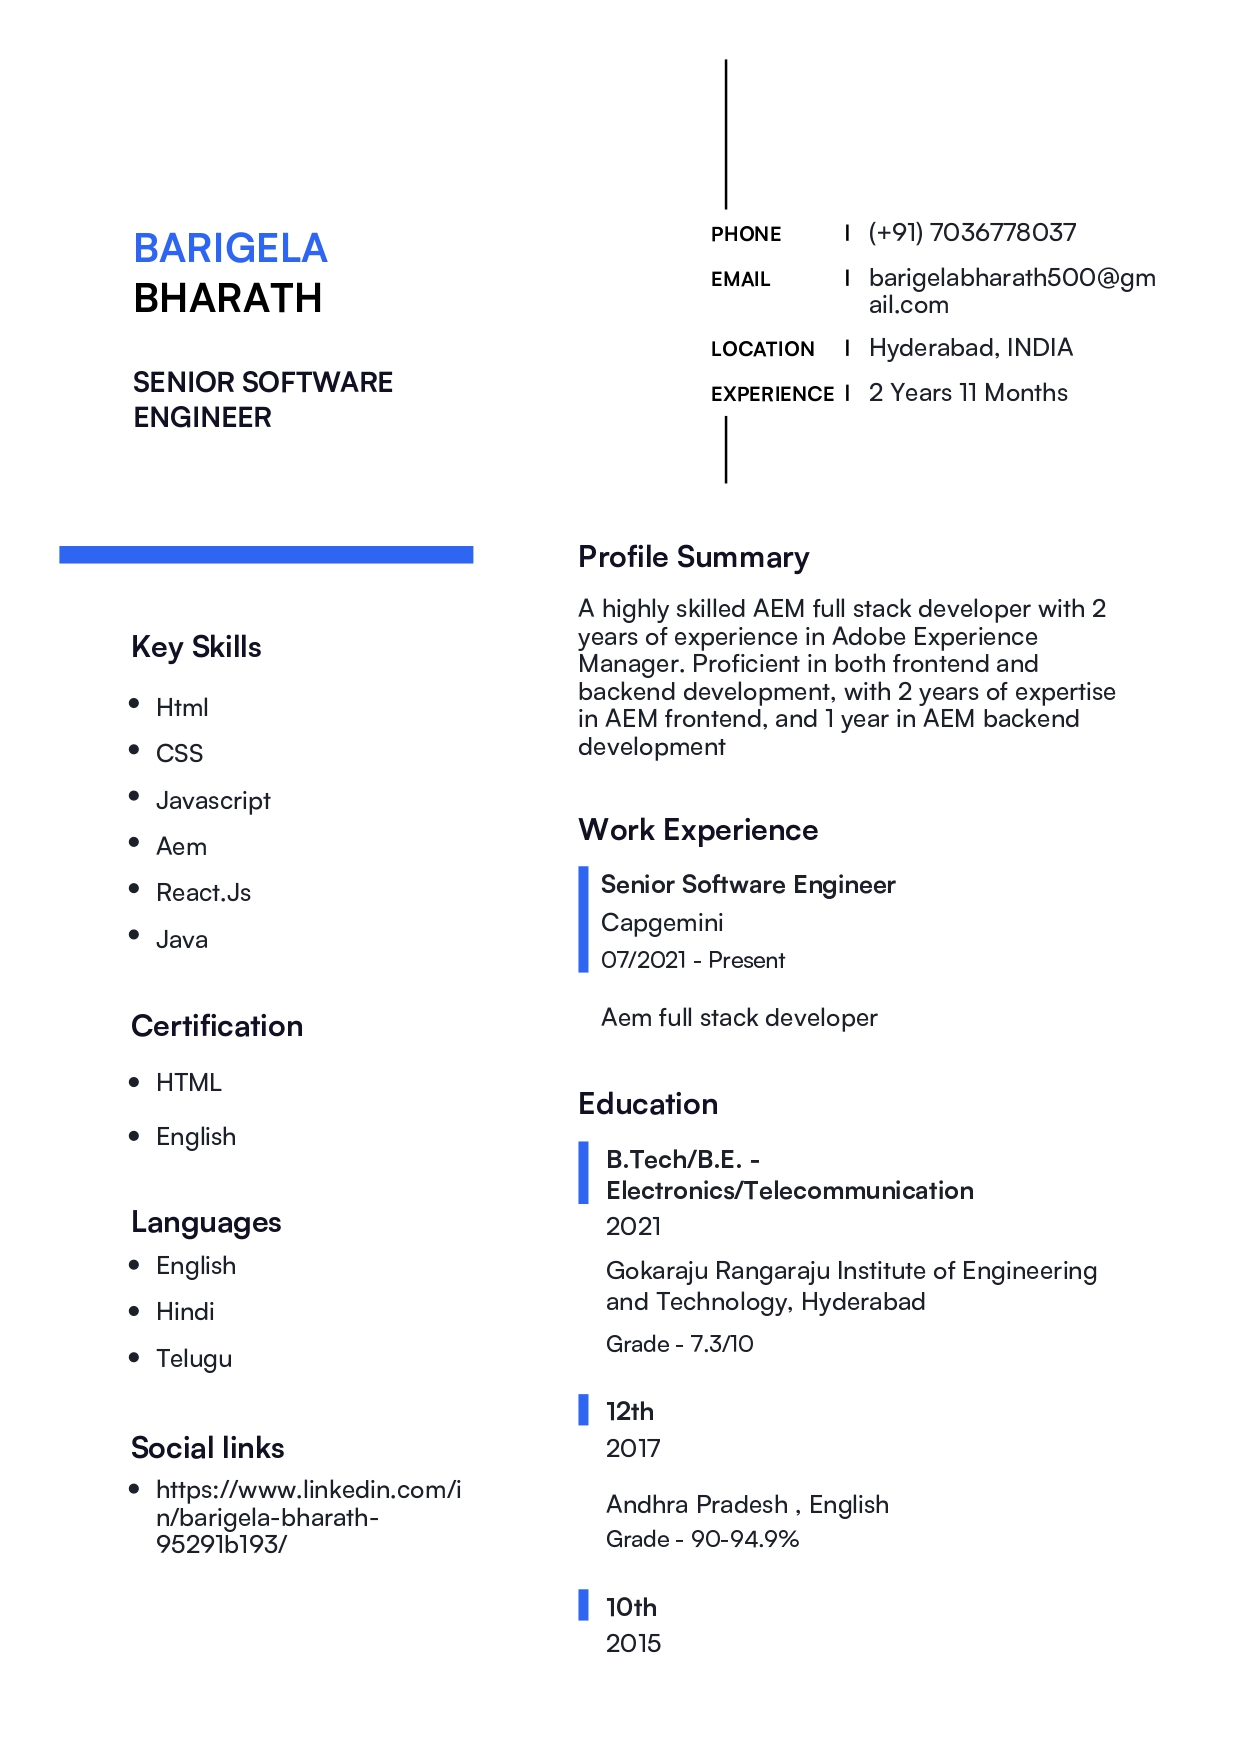 BARIGELA
BHARATH
SENIOR SOFTWARE
ENGINEER
PHONE | (+91) 7036778037
EMAIL | barigelabharath500@gm
ail.com
LOCATION | Hyderabad, INDIA
EXPERIENCE | 2 Years 11 Months
Key Skills
• Html
• CSS
• Javascript
• Aem
• React.Js
• Java
Certification
• HTML
• English
Languages
• English
• Hindi
• Telugu
Social links
• https://www.linkedin.com/i
n/barigela-bharath-
95291b193/
Profile Summary
A highly skilled AEM full stack developer with 2
years of experience in Adobe Experience
Manager. Proficient in both frontend and
backend development, with 2 years of expertise
in AEM frontend, and 1 year in AEM backend
development
Work Experience
Senior Software Engineer
Capgemini
07/2021 - Present
Aem full stack developer
Education
B.Tech/B.E. -
Electronics/Telecommunication
2021
Gokaraju Rangaraju Institute of Engineering
and Technology, Hyderabad
Grade - 7.3/10
12th
2017
Andhra Pradesh , English
Grade - 90-94.9%
10th
2015